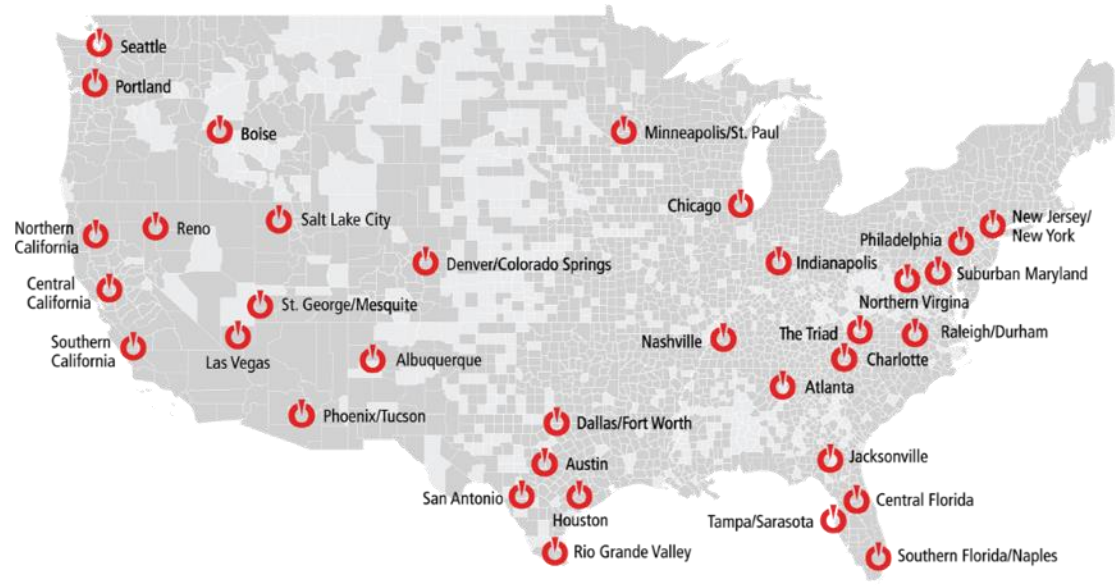 Seattle
Portland
Boise
Minneapolis/St. Paul
Chicago
Salt Lake City
Reno
Northern
California
New Jersey/
New York
Philadelphia
Indianapolis
Denver/Colorado Springs
Suburban Maryland
Northern Virgina
Central
California
St. George/Mesquite
The Triad
Raleigh/Durham
Nashville
Southern
California
Las Vegas
Albuquerque
Charlotte
Atlanta
Phoenix/Tucson
Dallas/Fort Worth
Jacksonville
Austin
San Antonio
Houston
Central Florida
Tampa/Sarasota
Rio Grande Valley
Southern Florida/Naples